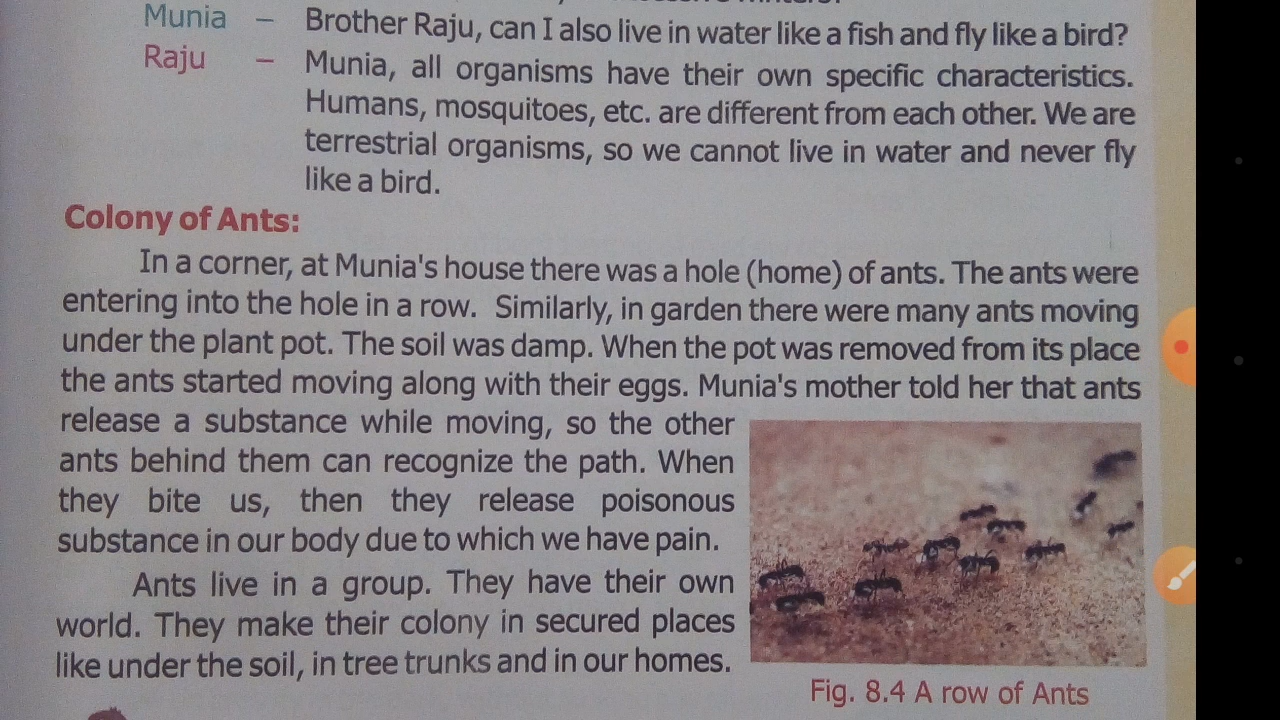 Munia – Brother Raju, can I also live in water like a fish and fly like a bird?
Raju – Munia, all organisms have their own specific characteristics.
Humans, mosquitoes, etc. are different from each other. We are
terrestrial organisms, so we cannot live in water and never fly
like a bird.
Colony of Ants:
In a corner, at Munia's house there was a hole (home) of ants. The ants were
entering into the hole in a row. Similarly, in garden there were many ants moving
under the plant pot. The soil was damp. When the pot was removed from its place
the ants started moving along with their eggs. Munia's mother told her that ants
release a substance while moving, so the other
ants behind them can recognize the path. When
they bite us, then they release poisonous
substance in our body due to which we have pain.
Ants live in a group. They have their own
world. They make their colony in secured places
like under the soil, in tree trunks and in our homes.
Fig. 8.4 A row of Ants